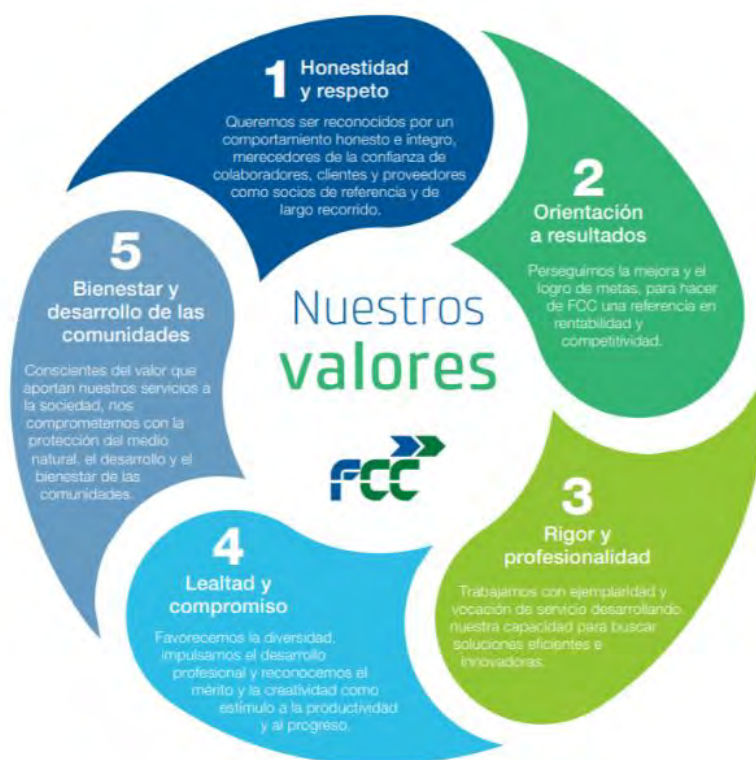 1 Honestidad
y respeto
Queremos ser reconocidos por un
comportamiento honesto e íntegro,
merecedores de la confianza de
colaboradores, clientes y proveedores
como socios de referencia y de
largo recorrido.
2
Orientación
a resultados
Perseguimos la mejora y el
logro de metas, para hacer
de FCC una referencia en
rentabilidad y
competitividad.
3
Rigor y
profesionalidad
Trabajamos con ejemplaridad y
vocación de servicio desarrollando
nuestra capacidad para buscar
soluciones eficientes e
innovadoras.
4
Lealtad y
compromiso
Favorecemos la diversidad,
impulsamos el desarrollo
profesional y reconocemos el
mérito y la creatividad como
estímulo a la productividad
y al progreso.
5
Bienestar y
desarrollo de las
comunidades
Conscientes del valor que
aportan nuestros servicios a
la sociedad, nos
comprometemos con la
protección del medio
natural, el desarrollo y el
bienestar de las
comunidades.
Nuestros
valores
FCC